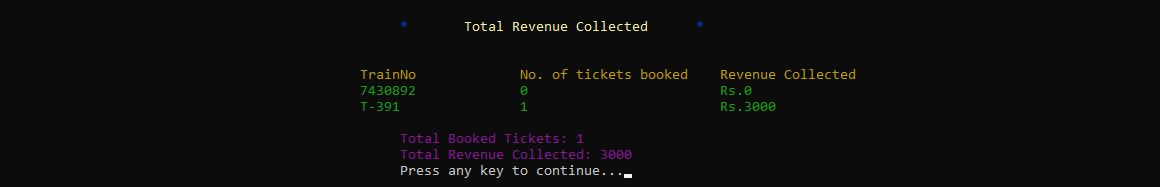 * Total Revenue Collected *
TrainNo No. of tickets booked Revenue Collected
7430892 0 Rs.0
T-391 1 Rs.3000
Total Booked Tickets: 1
Total Revenue Collected: 3000
Press any key to continue...